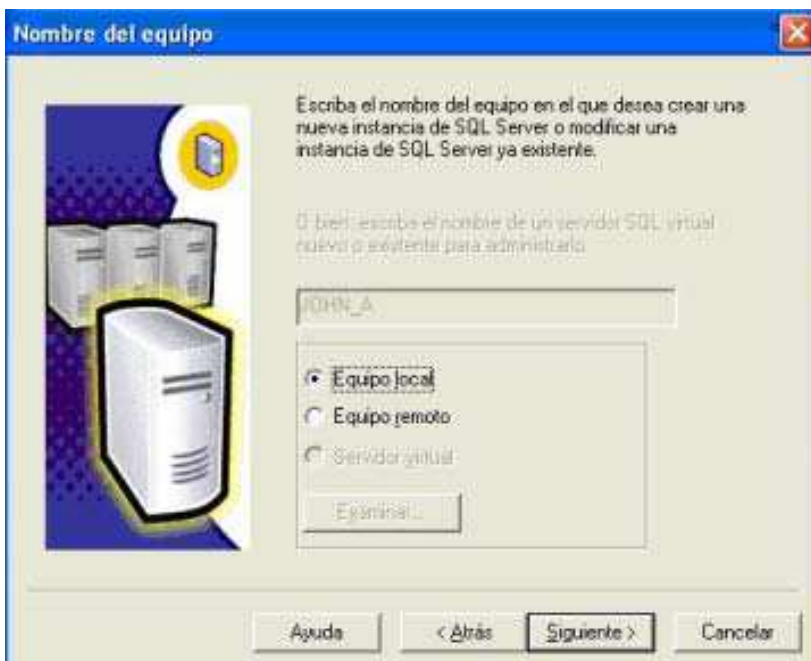 Nombre del equipo
Escriba el nombre del equipo en el que desea crear una
nueva instancia de SQL Server o modificar una
instancia de SQL Server ya existente.
O bien, escriba el nombre de un servidor SQL virtual
nuevo o existente para administrarlo.
JOHN_A
Equipo local
Equipo remoto
Servidor virtual
Examinar...
Ayuda
< Atrás
Siguiente >
Cancelar